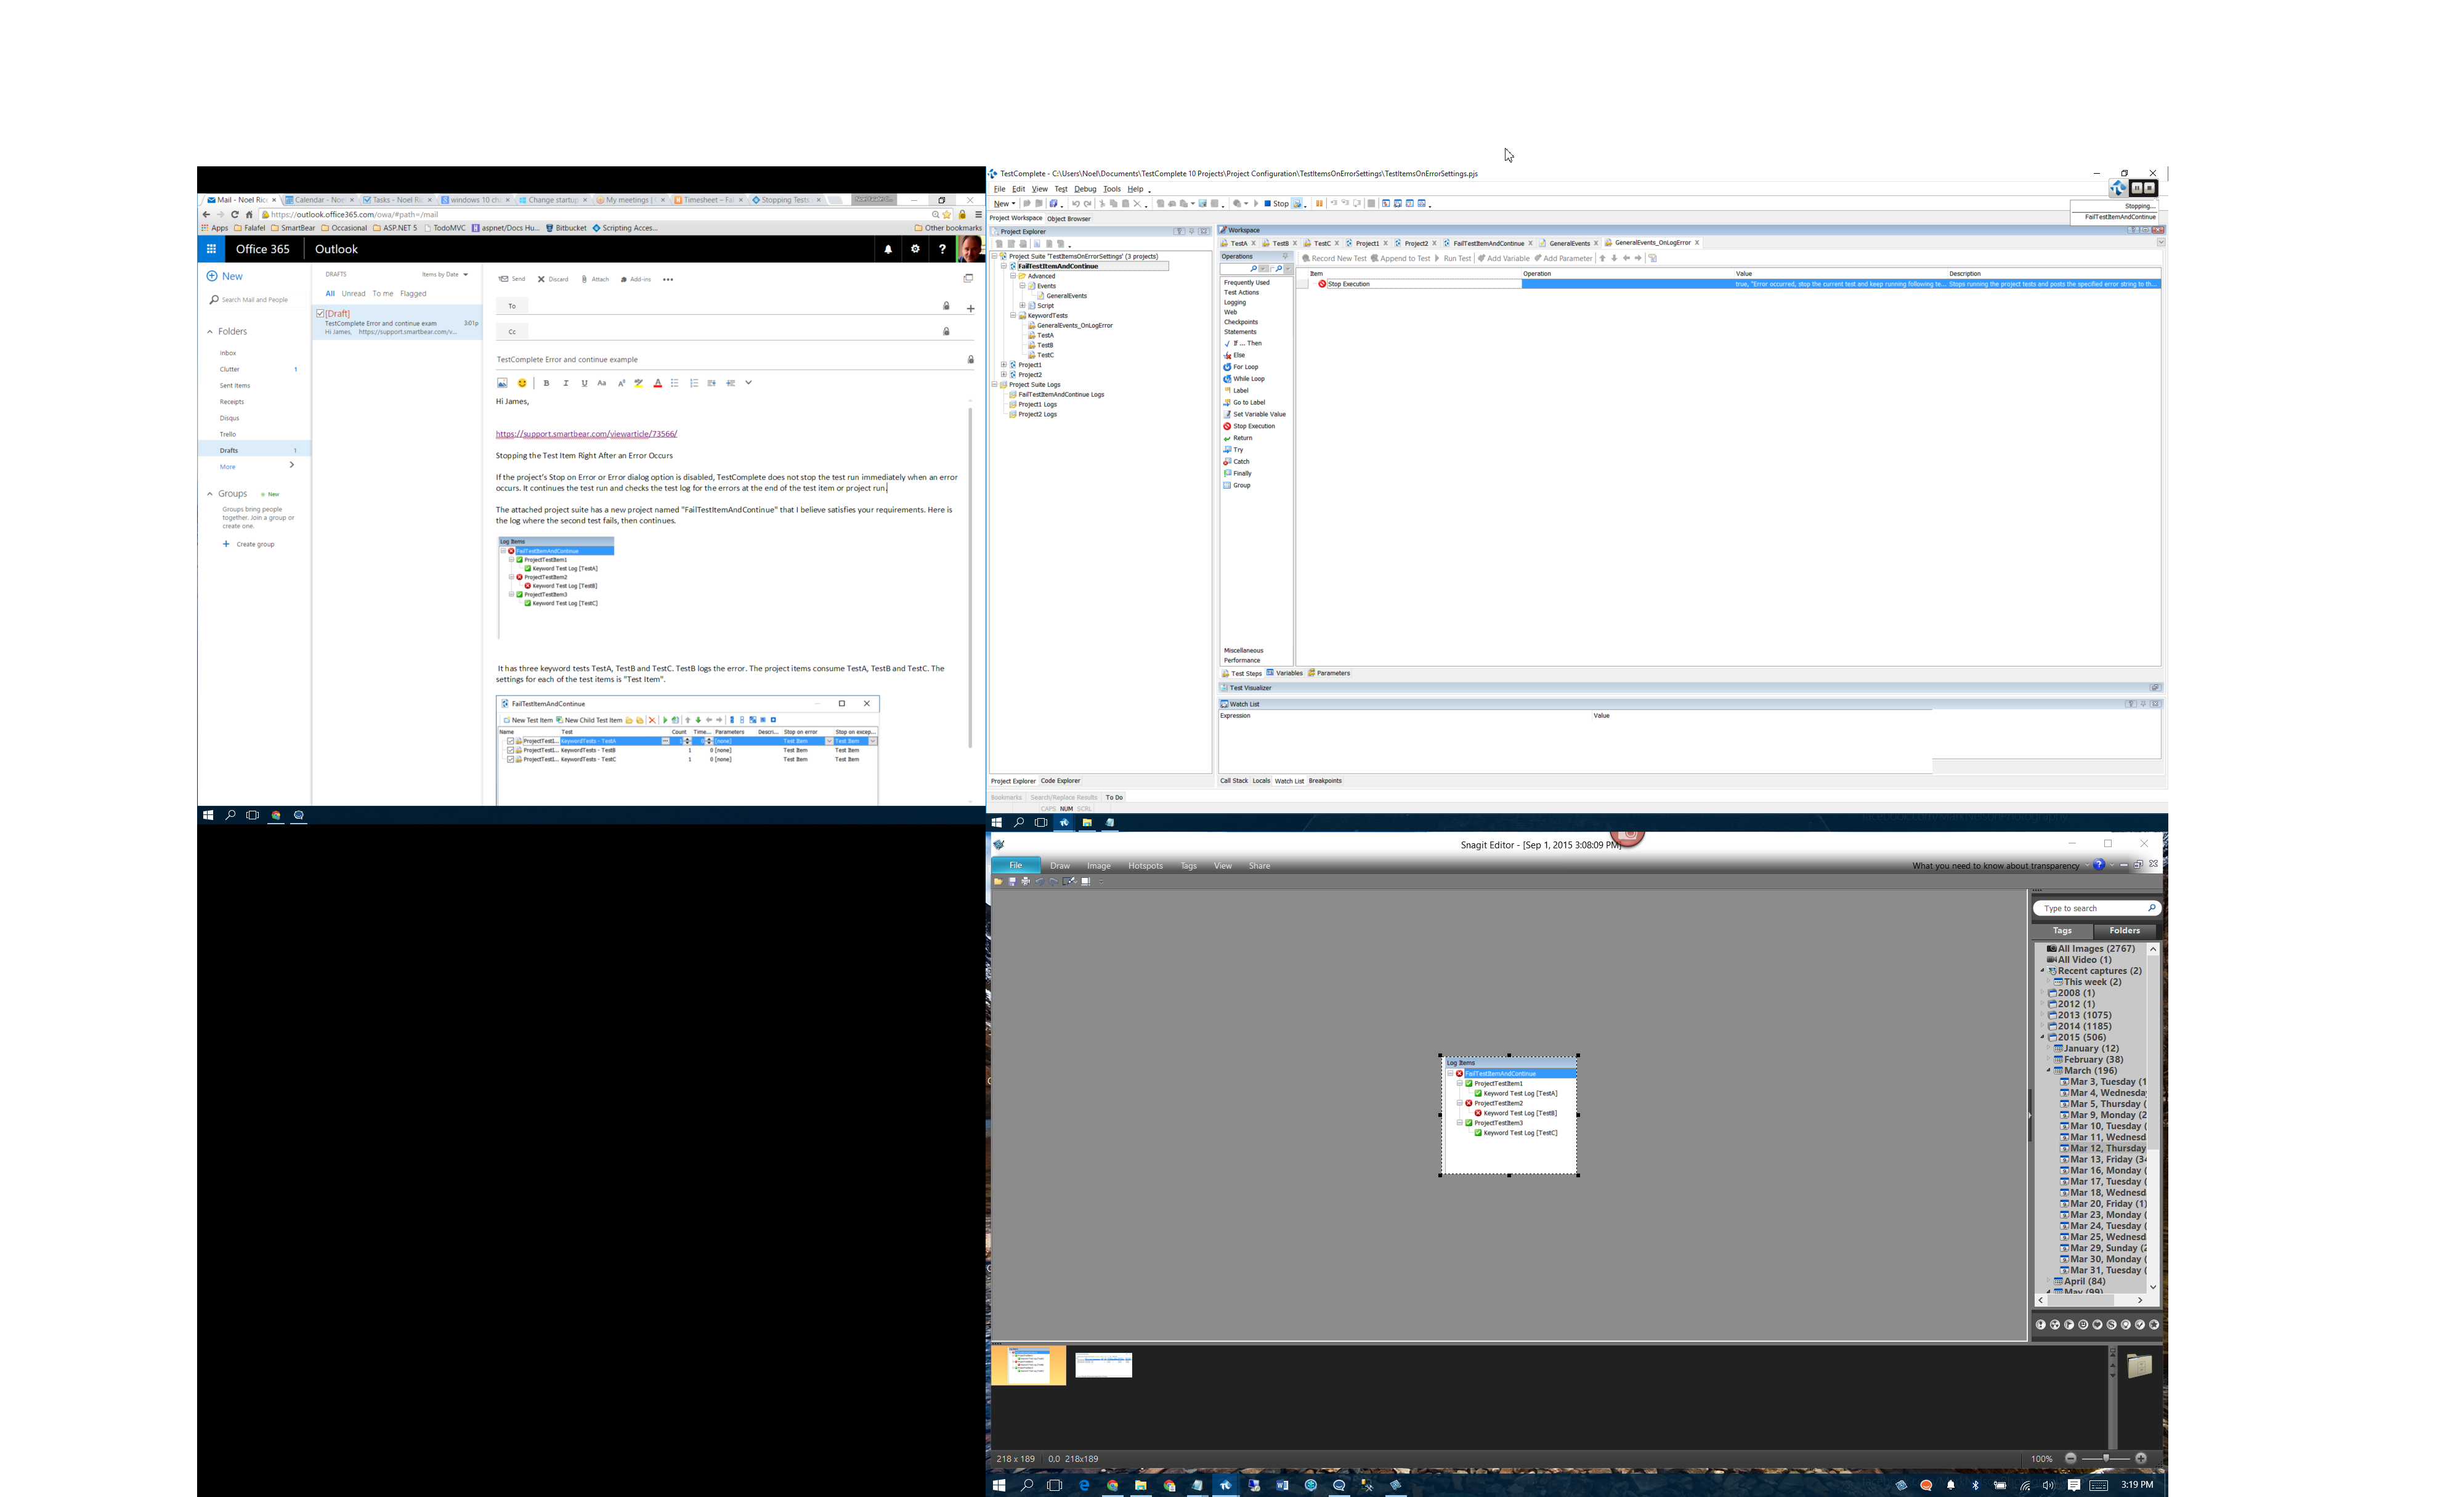 Mail - Noel Ric
Calendar - Noe
Tasks - Noel Ri
windows 10 ch
Change startup
My meetings |
Timesheet – Fal
Stopping Tests
https://outlook.office365.com/owa/#path=/mail
Apps Falafel SmartBear Occasional ASP.NET 5 TodoMVC aspnet/Docs Hu... Bitbucket Scripting Acces... Other bookmarks
Office 365 Outlook
New
Search Mail and People
Folders
Inbox
Clutter 1
Sent Items
Receipts
Disqus
Trello
Drafts 1
More
Groups New
Groups bring people
together. Join a group or
create one.
Create group
DRAFTS Items by Date
All Unread To me Flagged
[Draft]
TestComplete Error and continue exam 3:01p
Hi James, https://support.smartbear.com/v...
Send Discard Attach Add-ins
To
Cc
TestComplete Error and continue example
Hi James,
https://support.smartbear.com/viewarticle/73566/
Stopping the Test Item Right After an Error Occurs
If the project's Stop on Error or Error dialog option is disabled, TestComplete does not stop the test run immediately when an error
occurs. It continues the test run and checks the test log for the errors at the end of the test item or project run.
The attached project suite has a new project named "FailTestItemAndContinue" that I believe satisfies your requirements. Here is
the log where the second test fails, then continues.
Log Items
FailTestItemAndContinue
ProjectTestItem1
Keyword Test Log [TestA]
ProjectTestItem2
Keyword Test Log [TestB]
ProjectTestItem3
Keyword Test Log [TestC]
It has three keyword tests TestA, TestB and TestC. TestB logs the error. The project items consume TestA, TestB and TestC. The
settings for each of the test items is "Test Item".
FailTestItemAndContinue
New Test Item New Child Test Item
Name Test Count Time... Parameters Descri... Stop on error Stop on excep...
ProjectTestI... KeywordTests - TestA [none] Test Item Test Item
ProjectTestI... KeywordTests - TestB 1 0 [none] Test Item Test Item
ProjectTestI... KeywordTests - TestC 1 0 [none] Test Item Test Item
TestComplete - C:\Users\Noel\Documents\TestComplete 10 Projects\Project Configuration\TestItemsOnErrorSettings\TestItemsOnErrorSettings.pjs
File Edit View Test Debug Tools Help
New Stop
Stopping...
FailTestItemAndContinue
Project Workspace Object Browser
Project Explorer
Project Suite 'TestItemsOnErrorSettings' (3 projects)
FailTestItemAndContinue
Advanced
Events
GeneralEvents
Script
KeywordTests
GeneralEvents_OnLogError
TestA
TestB
TestC
Project1
Project2
Project Suite Logs
FailTestItemAndContinue Logs
Project1 Logs
Project2 Logs
Project Explorer Code Explorer
Workspace
TestA TestB TestC Project1 Project2 FailTestItemAndContinue GeneralEvents GeneralEvents_OnLogError
Operations
Record New Test Append to Test Run Test Add Variable Add Parameter
Item Operation Value Description
Stop Execution true, "Error occurred, stop the current test and keep running following te... Stops running the project tests and posts the specified error string to th...
Frequently Used
Test Actions
Logging
Web
Checkpoints
Statements
If ... Then
Else
For Loop
While Loop
Label
Go to Label
Set Variable Value
Stop Execution
Return
Try
Catch
Finally
Group
Miscellaneous
Performance
Test Steps Variables Parameters
Test Visualizer
Watch List
Expression Value
Call Stack Locals Watch List Breakpoints
Bookmarks Search/Replace Results To Do
CAPS NUM SCRL
Snagit Editor - [Sep 1, 2015 3:08:09 PM]
File Draw Image Hotspots Tags View Share
What you need to know about transparency
Log Items
FailTestItemAndContinue
ProjectTestItem1
Keyword Test Log [TestA]
ProjectTestItem2
Keyword Test Log [TestB]
ProjectTestItem3
Keyword Test Log [TestC]
Type to search
Tags Folders
All Images (2767)
All Video (1)
Recent captures (2)
This week (2)
2008 (1)
2012 (1)
2013 (1075)
2014 (1185)
2015 (506)
January (12)
February (38)
March (196)
Mar 3, Tuesday (1
Mar 4, Wednesda
Mar 5, Thursday (
Mar 9, Monday (2
Mar 10, Tuesday (
Mar 11, Wednesd
Mar 12, Thursday
Mar 13, Friday (34
Mar 16, Monday (
Mar 17, Tuesday (
Mar 18, Wednesd
Mar 20, Friday (1)
Mar 23, Monday (
Mar 24, Tuesday (
Mar 25, Wednesd
Mar 29, Sunday (2
Mar 30, Monday (
Mar 31, Tuesday (
April (84)
May (99)
218 x 189 0,0 218x189
100%
3:19 PM